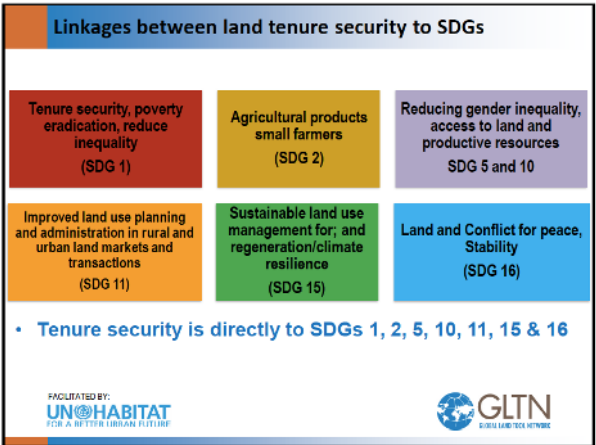 Linkages between land tenure security to SDGs
Tenure security, poverty
eradication, reduce
inequality
(SDG 1)
Agricultural products
small farmers
(SDG 2)
Reducing gender inequality,
access to land and
productive resources
SDG 5 and 10
Improved land use planning
and administration in rural and
urban land markets and
transactions
(SDG 11)
Sustainable land use
management for; and
regeneration/climate
resilience
(SDG 15)
Land and Conflict for peace,
Stability
(SDG 16)
• Tenure security is directly to SDGs 1, 2, 5, 10, 11, 15 & 16
FACILITATED BY:
UN HABITAT
FOR A BETTER URBAN FUTURE
GLTN
GLOBAL LAND TOOL NETWORK